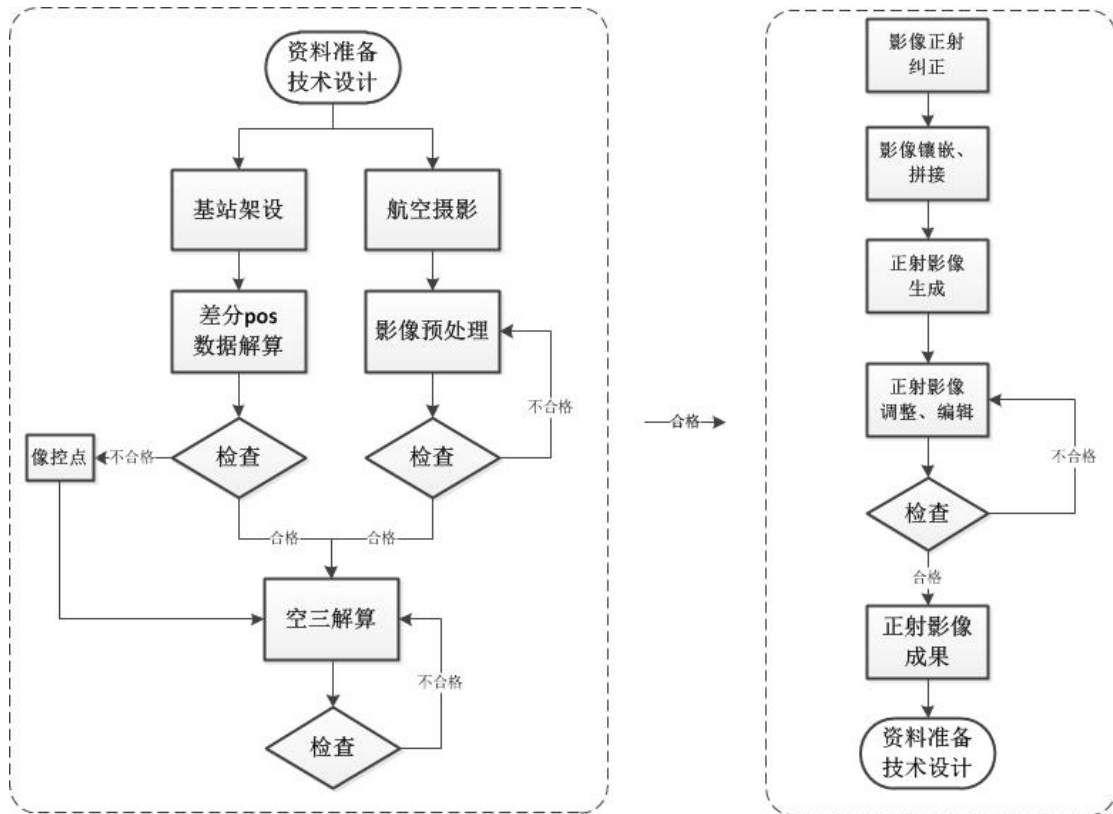 资料准备
技术设计
基站架设
航空摄影
差分pos
数据解算
影像预处理
不合格
检查
检查
像控点
不合格
合格
合格
空三解算
不合格
检查
合格
影像正射
纠正
影像镶嵌、
拼接
正射影像
生成
正射影像
调整、编辑
不合格
检查
合格
正射影像
成果
资料准备
技术设计